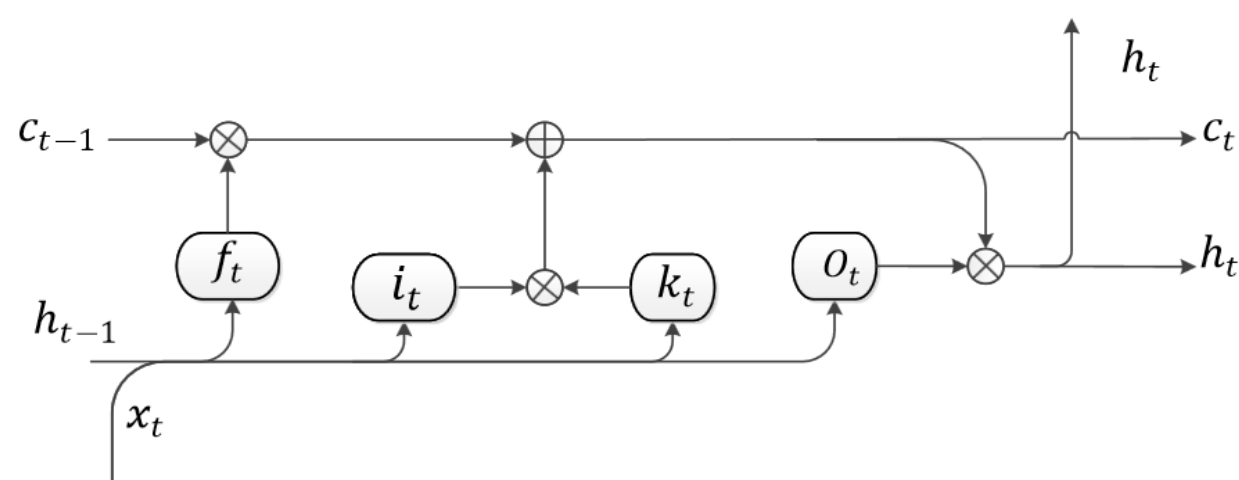 h_t
c_{t-1}
c_t
f_t
i_t
k_t
o_t
h_t
h_{t-1}
x_t